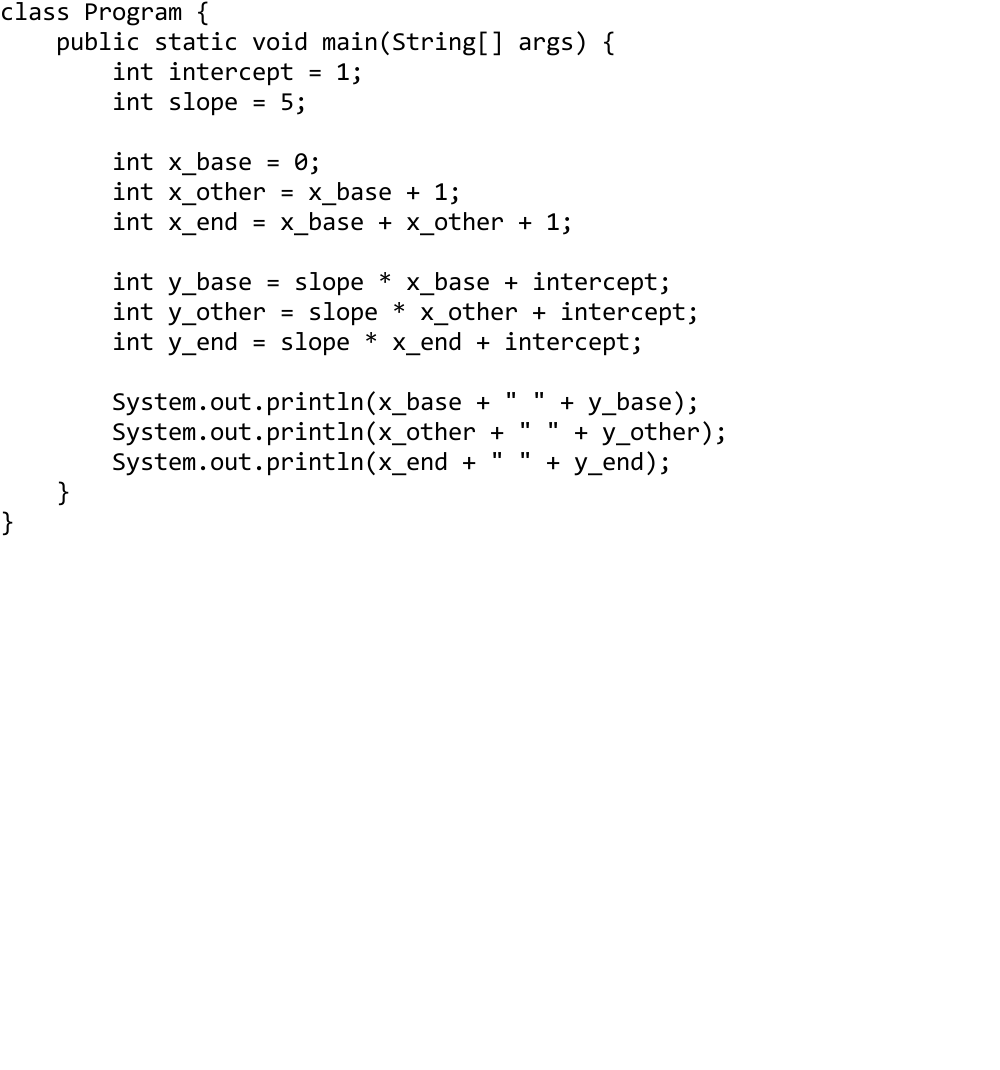 class Program {
    public static void main(String[] args) {
        int intercept = 1;
        int slope = 5;

        int x_base = 0;
        int x_other = x_base + 1;
        int x_end = x_base + x_other + 1;

        int y_base = slope * x_base + intercept;
        int y_other = slope * x_other + intercept;
        int y_end = slope * x_end + intercept;

        System.out.println(x_base + " " + y_base);
        System.out.println(x_other + " " + y_other);
        System.out.println(x_end + " " + y_end);
    }
}